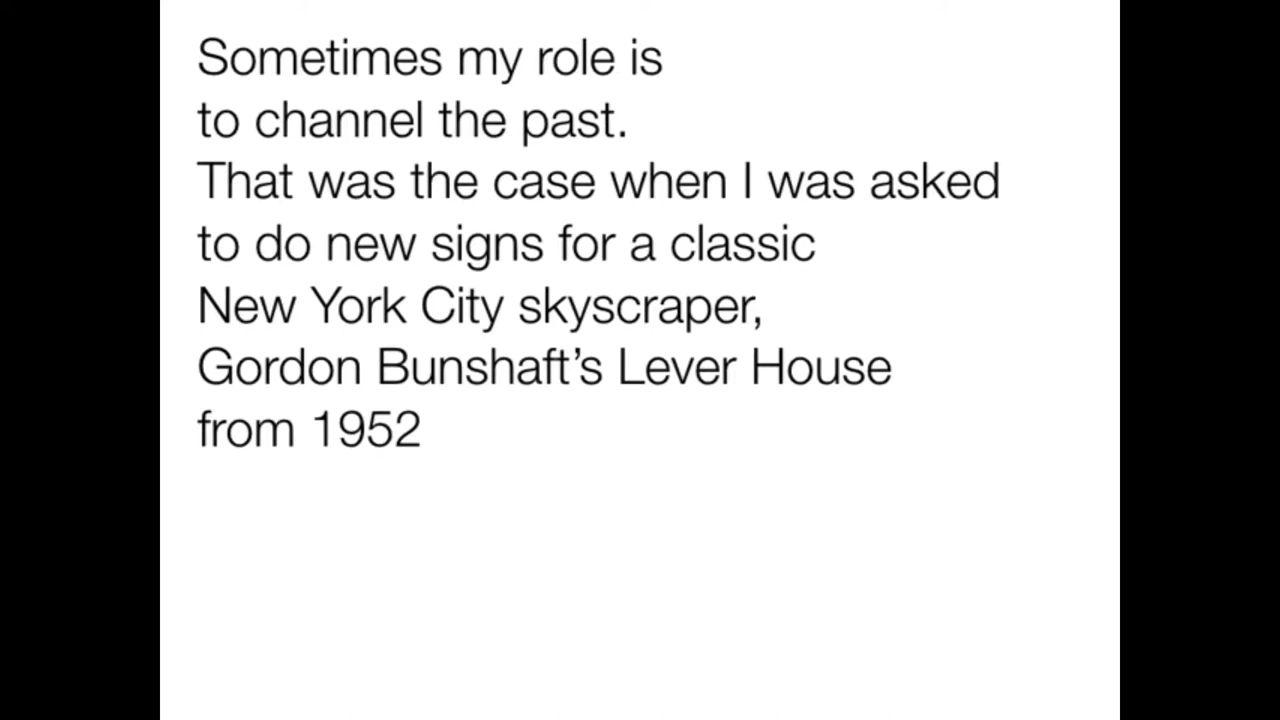 Sometimes my role is
to channel the past.
That was the case when I was asked
to do new signs for a classic
New York City skyscraper,
Gordon Bunshaft’s Lever House
from 1952